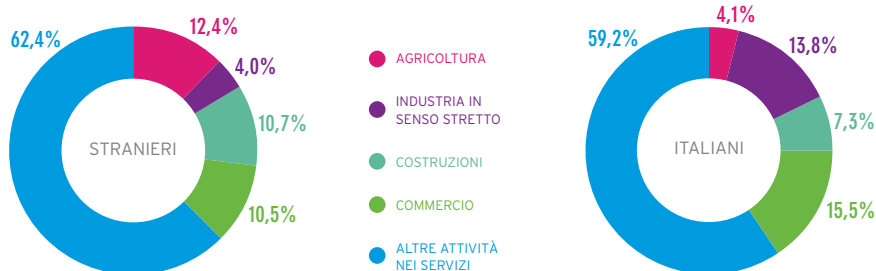 62,4%
12,4%
4,0%
10,7%
10,5%
STRANIERI
AGRICOLTURA
INDUSTRIA IN
SENSO STRETTO
COSTRUZIONI
COMMERCIO
ALTRE ATTIVITÀ
NEI SERVIZI
59,2%
4,1%
13,8%
7,3%
15,5%
ITALIANI